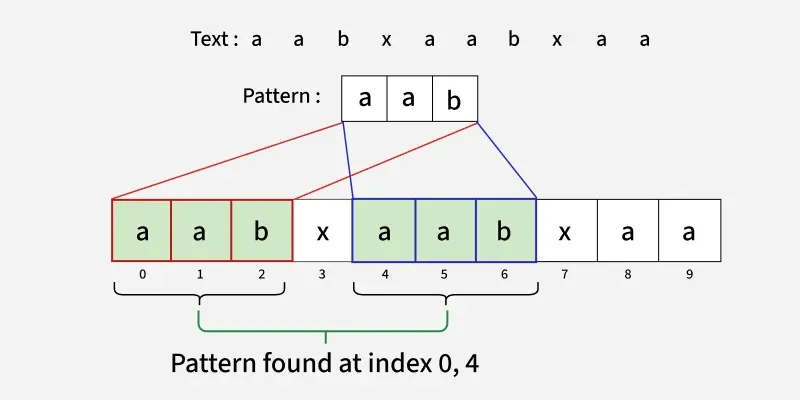 Text : a a b x a a b x a a
Pattern : a a b
a a b x a a b x a a
0 1 2 3 4 5 6 7 8 9
Pattern found at index 0, 4